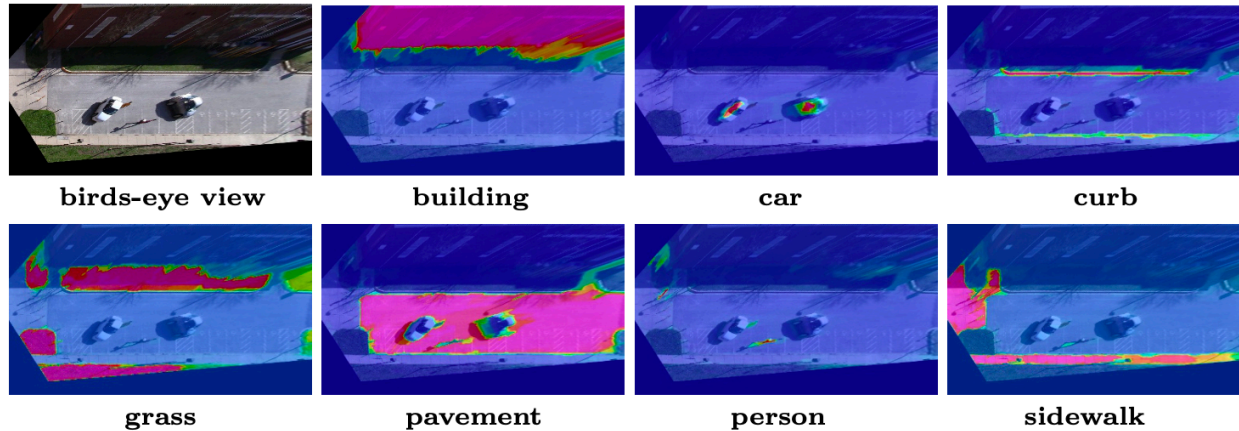 birds-eye view
building
car
curb
grass
pavement
person
sidewalk